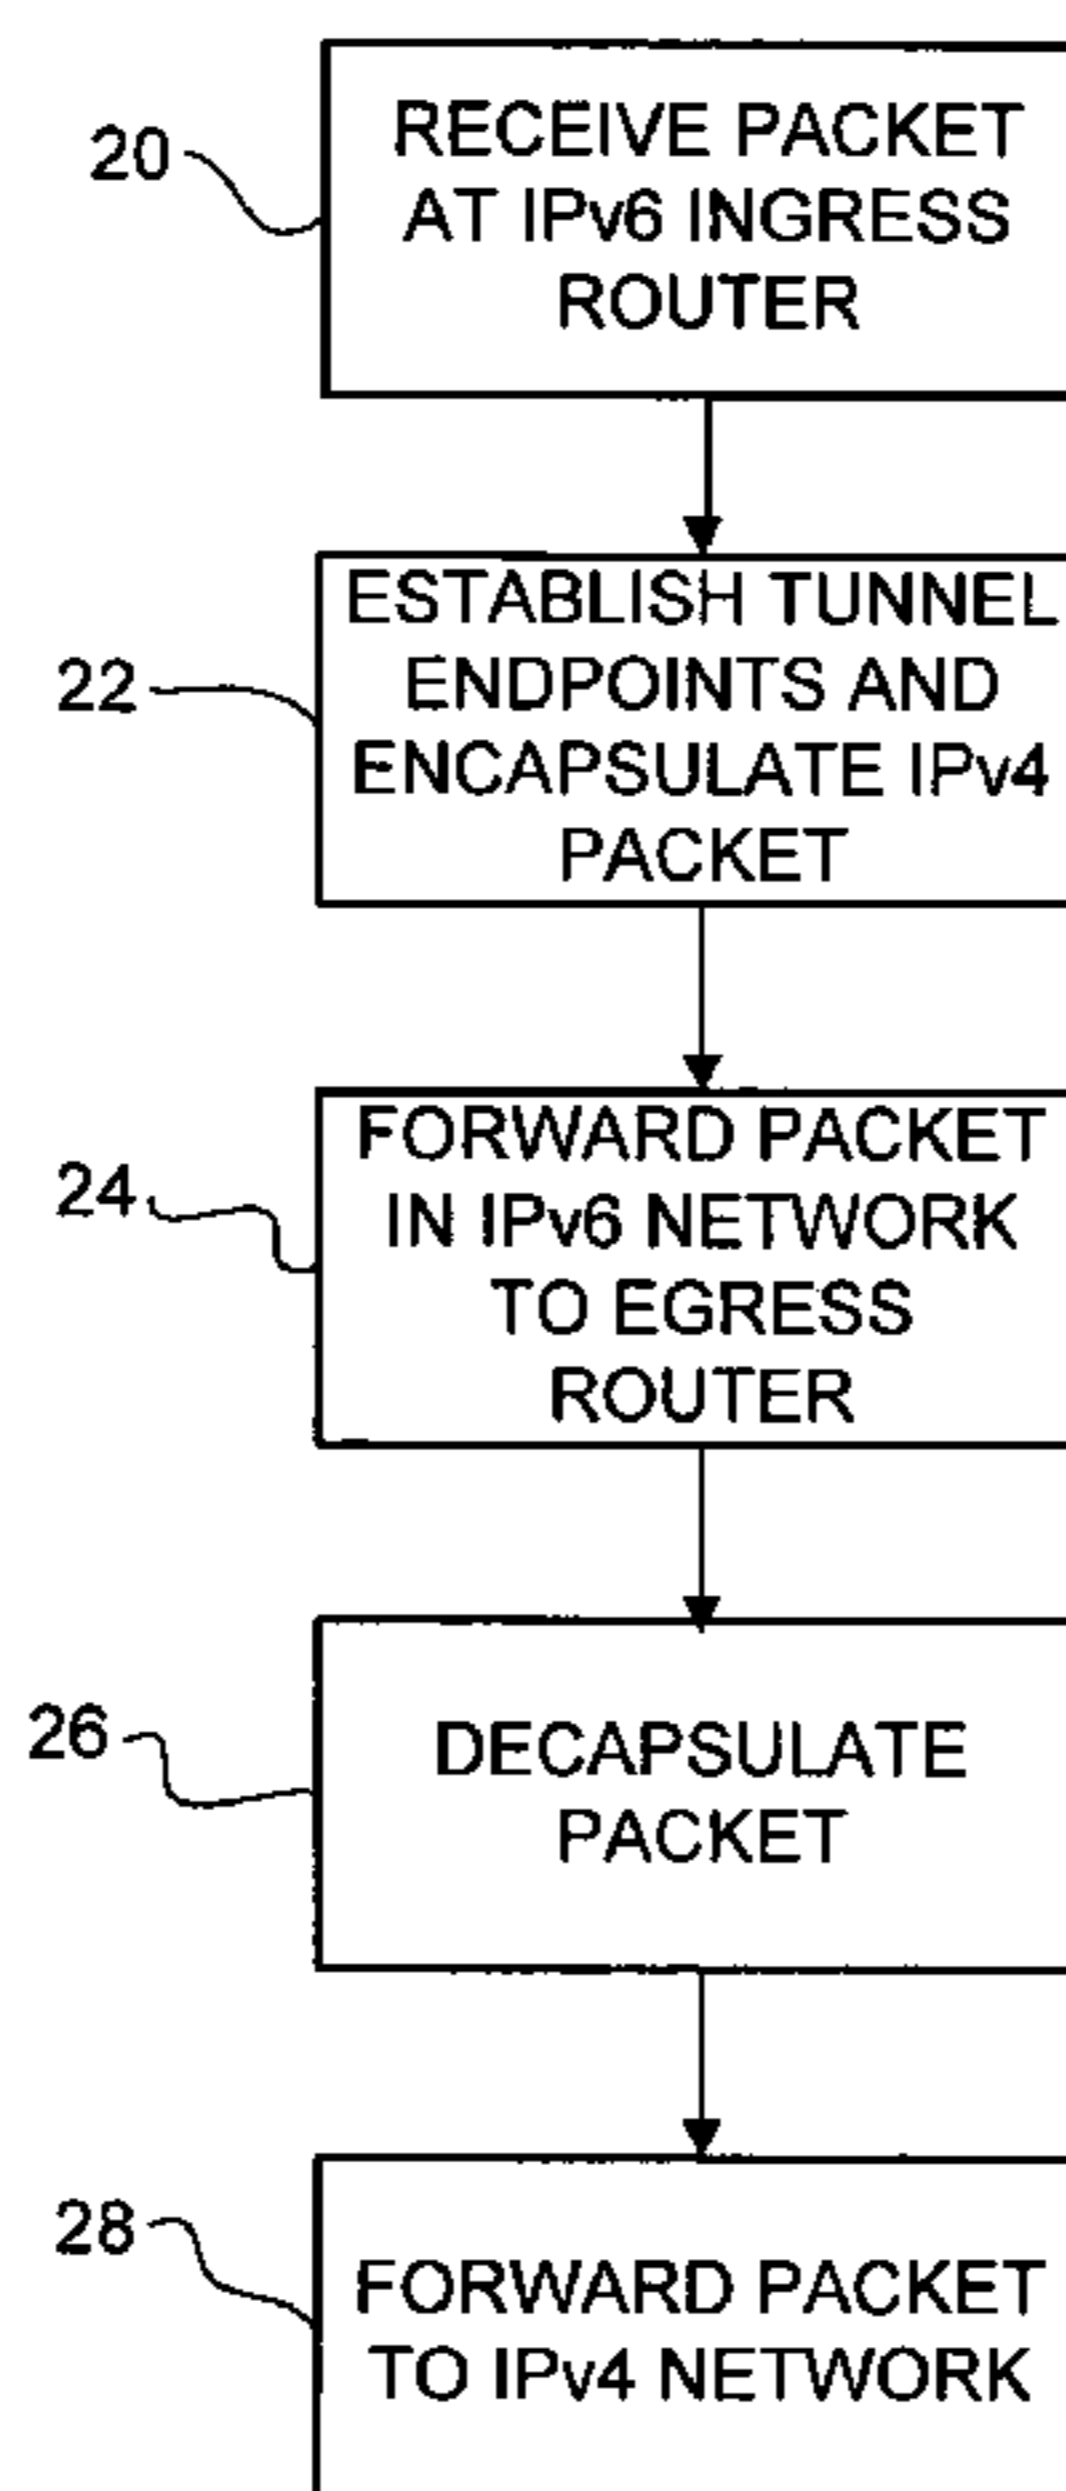 20
RECEIVE PACKET
AT IPv6 INGRESS
ROUTER
22
ESTABLISH TUNNEL
ENDPOINTS AND
ENCAPSULATE IPv4
PACKET
24
FORWARD PACKET
IN IPv6 NETWORK
TO EGRESS
ROUTER
26
DECAPSULATE
PACKET
28
FORWARD PACKET
TO IPv4 NETWORK